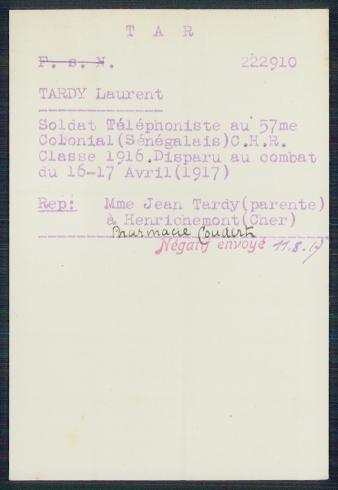 T A R
F. s. N. 222910
TARDY Laurent
Soldat Téléphoniste au 57me
Colonial(Sénégalais)C.H.R.
Classe 1916.Disparu au combat
du 16-17 Avril(1917)
Rep: Mme Jean Tardy(parente)
à Henrichemont(Cher)
Pharmacie Coudert
Négatif envoyé 11.8.17